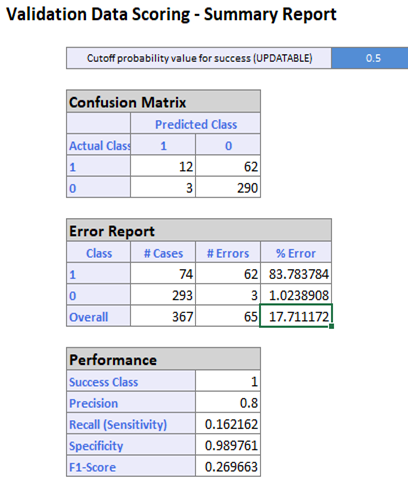 Validation Data Scoring - Summary Report
Cutoff probability value for success (UPDATABLE) 0.5
Confusion Matrix
Predicted Class
Actual Class 1 0
1 12 62
0 3 290
Error Report
Class # Cases # Errors % Error
1 74 62 83.783784
0 293 3 1.0238908
Overall 367 65 17.711172
Performance
Success Class 1
Precision 0.8
Recall (Sensitivity) 0.162162
Specificity 0.989761
F1-Score 0.269663